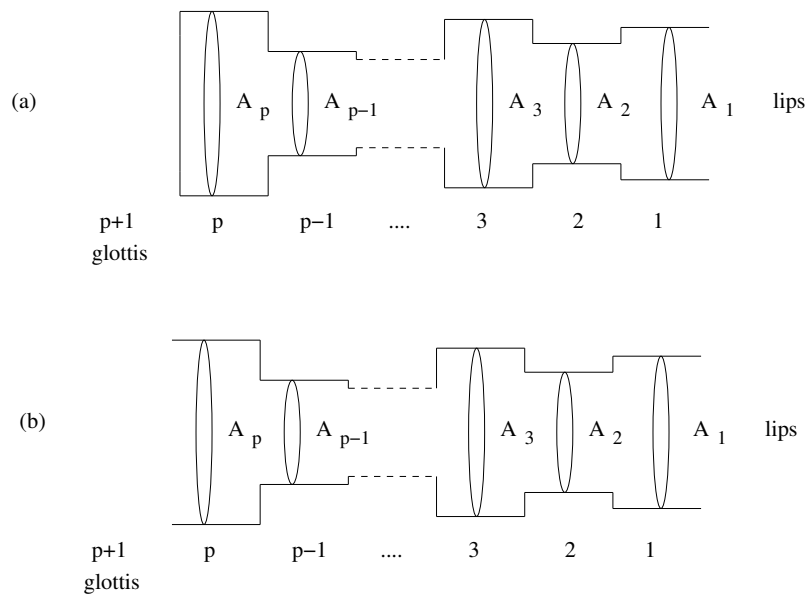 (a) A p A p−1 A 3 A 2 A 1 lips
p+1 p p−1 .... 3 2 1
glottis
(b) A p A p−1 A 3 A 2 A 1 lips
p+1 p p−1 .... 3 2 1
glottis